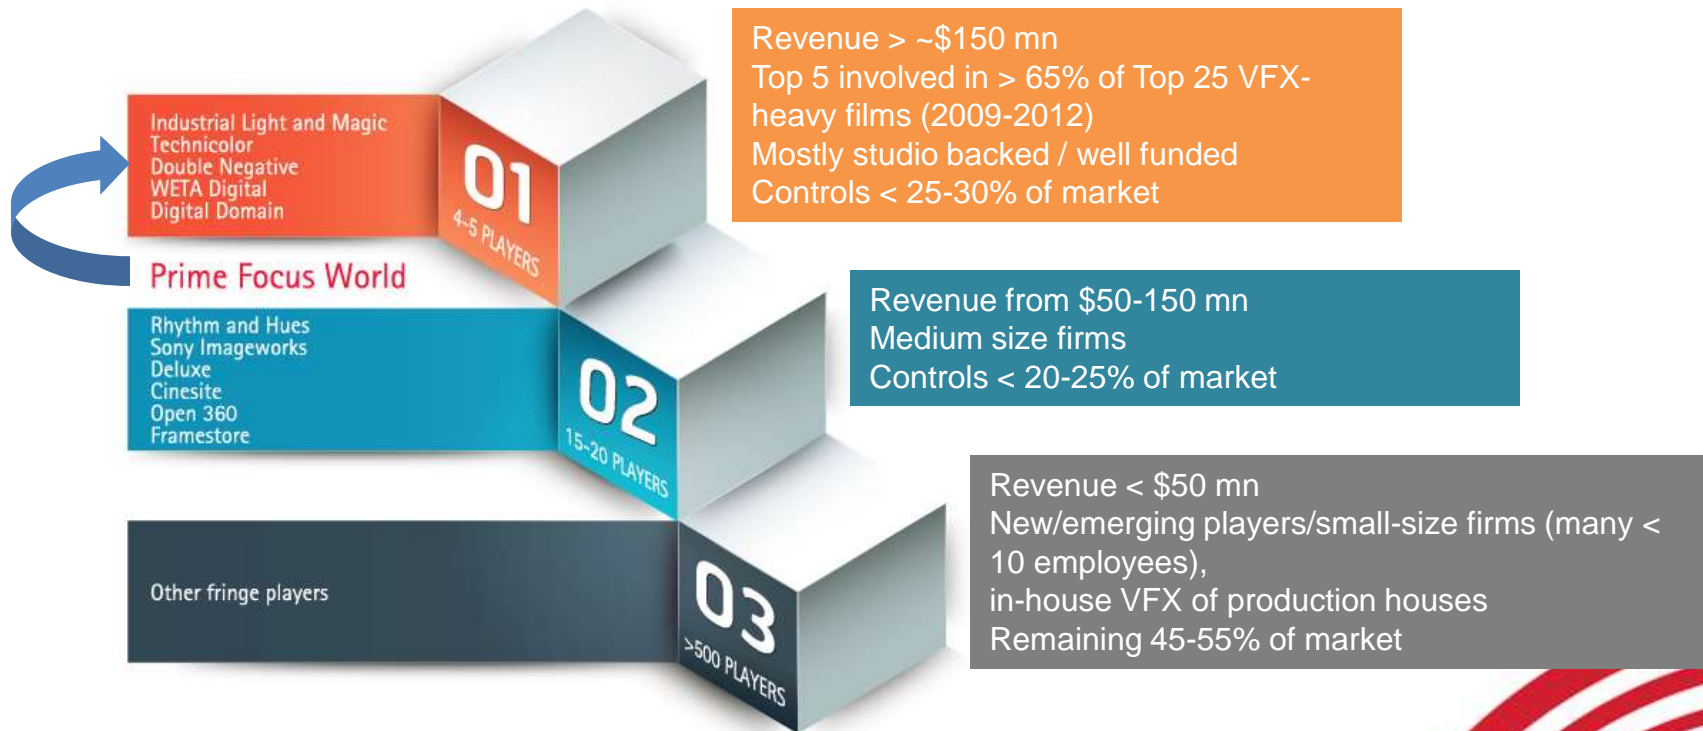 Industrial Light and Magic
Technicolor
Double Negative
WETA Digital
Digital Domain
01
4-5 PLAYERS
Revenue > ~$150 mn
Top 5 involved in > 65% of Top 25 VFX-
heavy films (2009-2012)
Mostly studio backed / well funded
Controls < 25-30% of market
Prime Focus World
Rhythm and Hues
Sony Imageworks
Deluxe
Cinesite
Open 360
Framestore
02
15-20 PLAYERS
Revenue from $50-150 mn
Medium size firms
Controls < 20-25% of market
Other fringe players
03
>500 PLAYERS
Revenue < $50 mn
New/emerging players/small-size firms (many <
10 employees),
in-house VFX of production houses
Remaining 45-55% of market